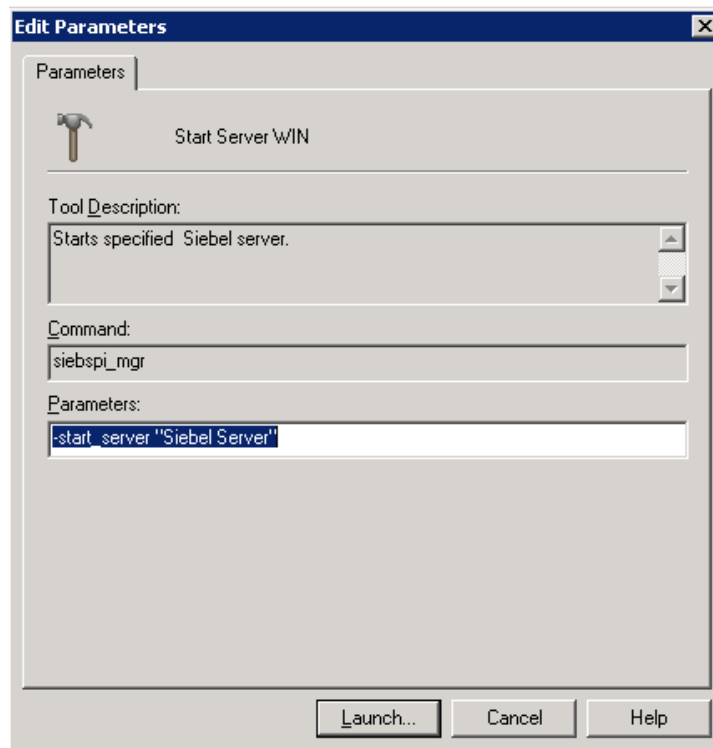 Edit Parameters
Parameters
Start Server WIN
Tool Description:
Starts specified  Siebel server.
Command:
siebspi_mgr
Parameters:
-start_server "Siebel Server"
Launch...
Cancel
Help